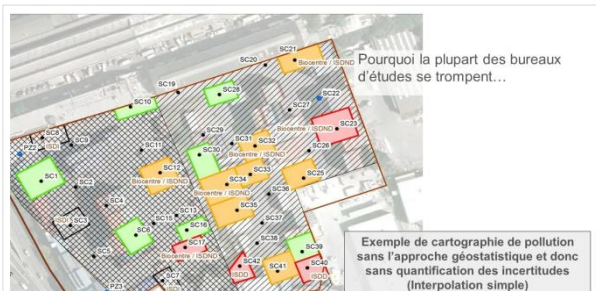 Pourquoi la plupart des bureaux
d'études se trompent…
SC21
SC20
Biocentre / ISDND
SC19
SC28
SC22
SC10
SC27
SC23
Biocentre / ISDND
SC8
ISDI
SC9
PZ2
SC29
SC11
SC31
SC32
Biocentre / ISDND
SC26
SC30
Biocentre / ISDND
SC12
Biocentre / ISDND
SC1
SC2
SC33
SC34
Biocentre / ISDND
SC25
SC36
SC4
SC35
SC13
SC15
ISDI
SC3
SC16
SC37
SC6
SC17
Biocentre / ISDND
SC38
SC5
SC39
SC42
ISDD
SC41
SC40
ISDD
SC7
PZ3
Exemple de cartographie de pollution
sans l'approche géostatistique et donc
sans quantification des incertitudes
(Interpolation simple)